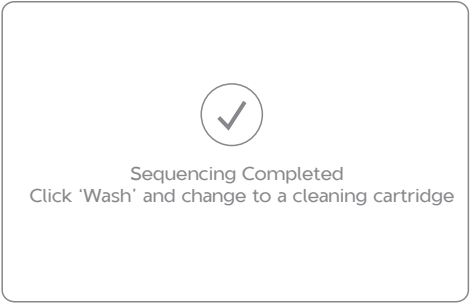 Sequencing Completed
Click ‘Wash’ and change to a cleaning cartridge